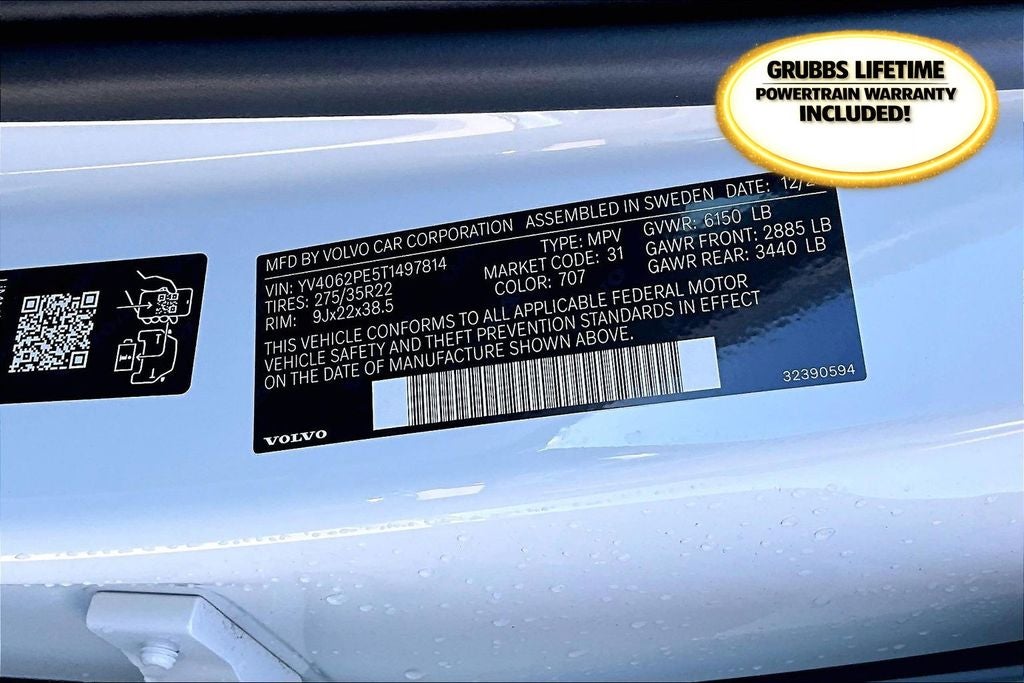 GRUBBS LIFETIME
POWERTRAIN WARRANTY
INCLUDED!
MFD BY VOLVO CAR CORPORATION ASSEMBLED IN SWEDEN DATE: 12/
VIN: YV4062PE5T1497814 TYPE: MPV GVWR: 6150 LB
TIRES: 275/35R22 MARKET CODE: 31 GAWR FRONT: 2885 LB
RIM: 9Jx22x38.5 COLOR: 707 GAWR REAR: 3440 LB
THIS VEHICLE CONFORMS TO ALL APPLICABLE FEDERAL MOTOR
VEHICLE SAFETY AND THEFT PREVENTION STANDARDS IN EFFECT
ON THE DATE OF MANUFACTURE SHOWN ABOVE.
VOLVO
32390594